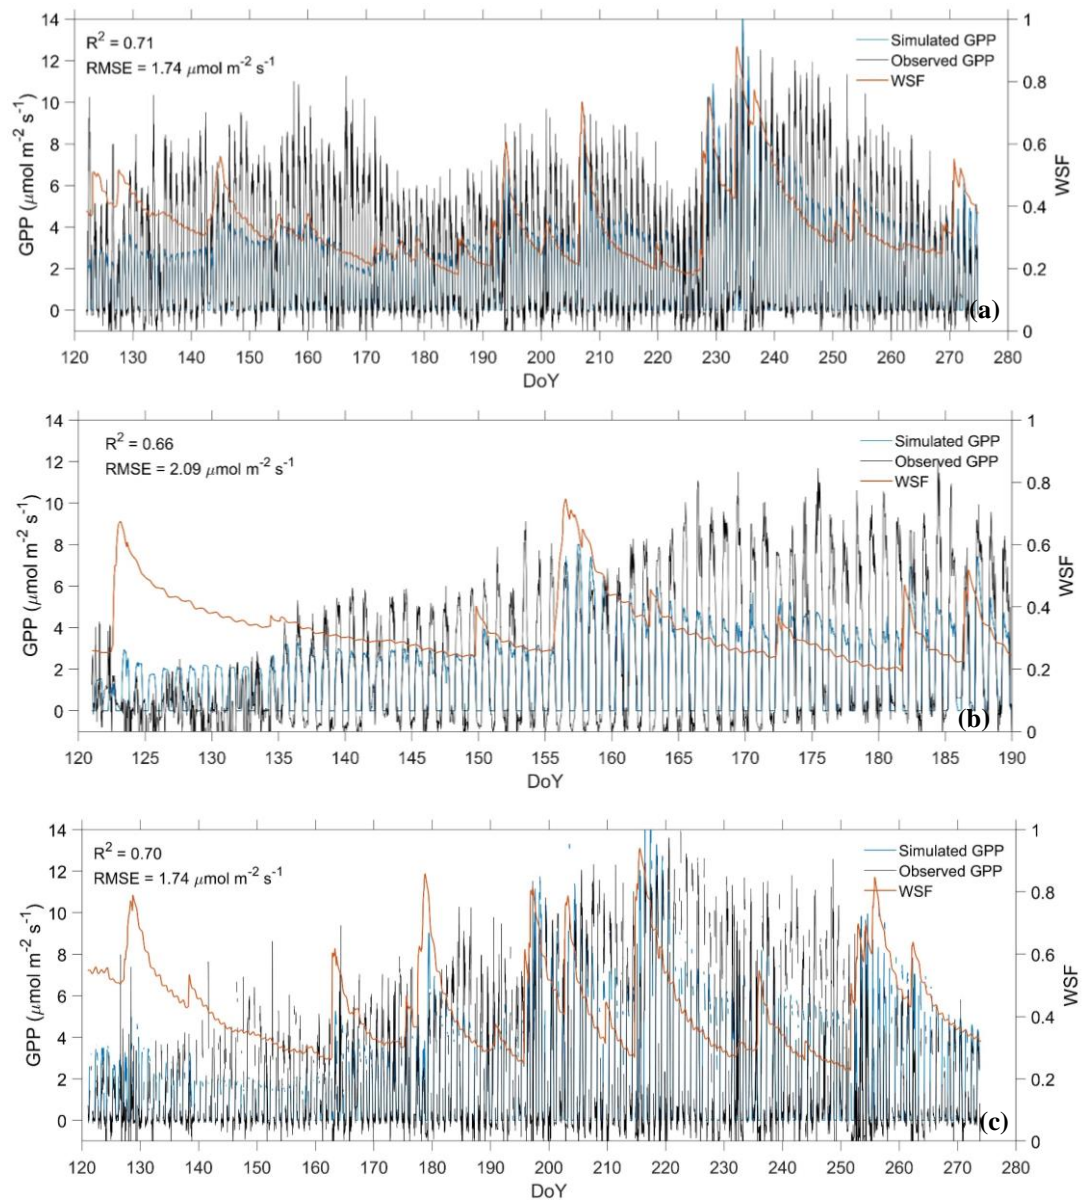 14
12
10
8
6
4
2
0
GPP (μmol m⁻² s⁻¹)
R² = 0.71
RMSE = 1.74 μmol m⁻² s⁻¹
Simulated GPP
Observed GPP
WSF
1
0.8
0.6
0.4
0.2
0
WSF
(a)
120 130 140 150 160 170 180 190 200 210 220 230 240 250 260 270 280
DoY
14
12
10
8
6
4
2
0
GPP (μmol m⁻² s⁻¹)
R² = 0.66
RMSE = 2.09 μmol m⁻² s⁻¹
Simulated GPP
Observed GPP
WSF
1
0.8
0.6
0.4
0.2
0
WSF
(b)
120 125 130 135 140 145 150 155 160 165 170 175 180 185 190
DoY
14
12
10
8
6
4
2
0
GPP (μmol m⁻² s⁻¹)
R² = 0.70
RMSE = 1.74 μmol m⁻² s⁻¹
Simulated GPP
Observed GPP
WSF
1
0.8
0.6
0.4
0.2
0
WSF
(c)
120 130 140 150 160 170 180 190 200 210 220 230 240 250 260 270 280
DoY